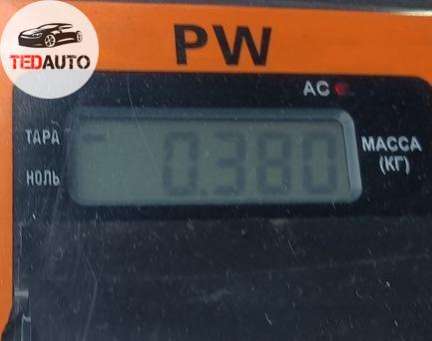 TEDAUTO
PW
AC
ТАРА
0.380
МАССА
(КГ)
НОЛЬ